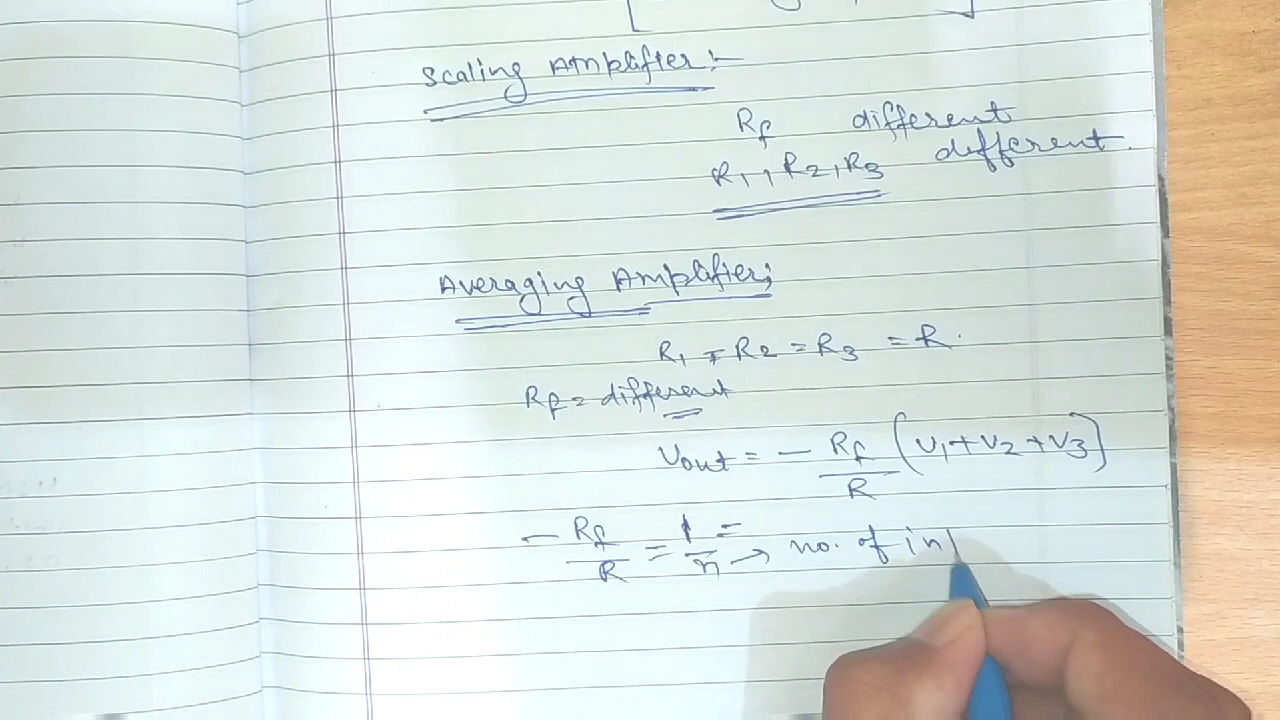 Scaling Amplifier :-
Rf different
R1, R2, R3 different.
Averaging Amplifier;
R1 = R2 = R3 = R.
Rf = different
Vout = - Rf/R (V1+V2+V3)
- Rf/R = 1/n = → no. of in